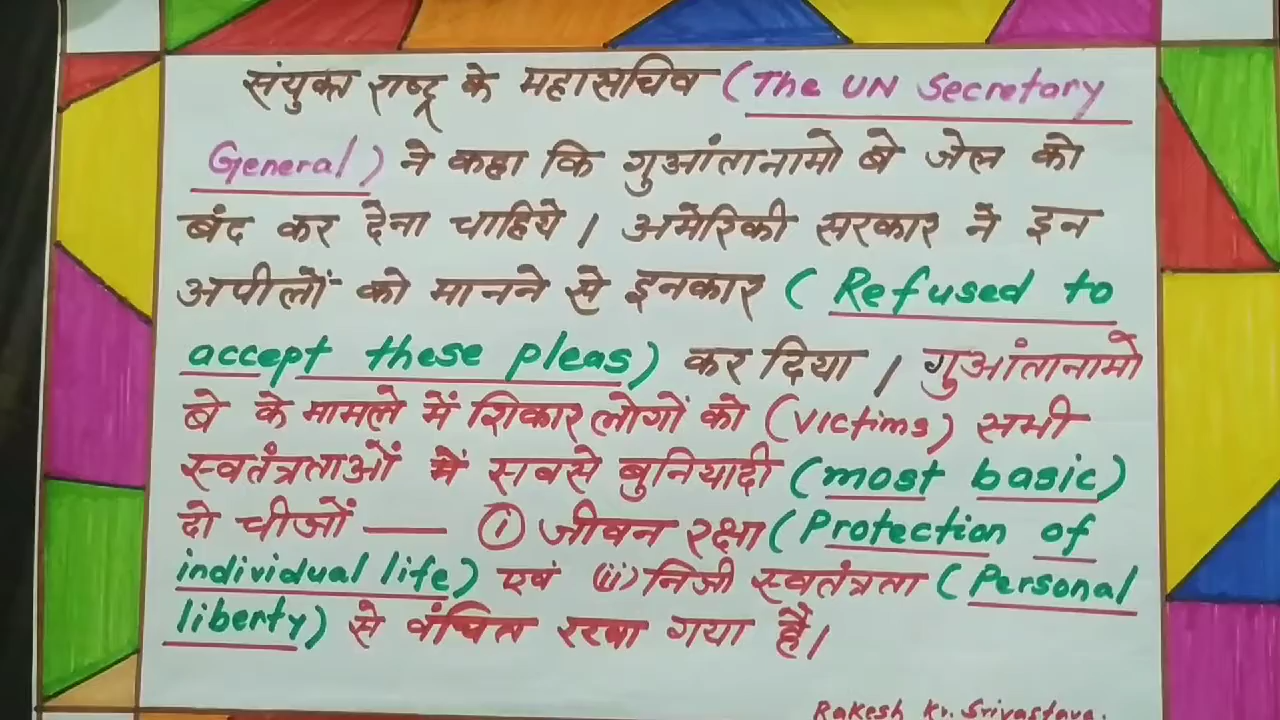 संयुक्त राष्ट्र के महासचिव (The UN Secretary
General) ने कहा कि गुआंतानामो बे जेल को
बंद कर देना चाहिये । अमेरिकी सरकार ने इन
अपीलों को मानने से इनकार ( Refused to
accept these pleas) कर दिया । गुआंतानामो
बे के मामले में शिकार लोगों को (victims) सभी
स्वतंत्रताओं में सबसे बुनियादी (most basic)
दो चीजों — (i) जीवन रक्षा (Protection of
individual life) एवं (ii) निजी स्वतंत्रता (Personal
liberty) से वंचित रखा गया है।
Rakesh Kr. Srivastava.